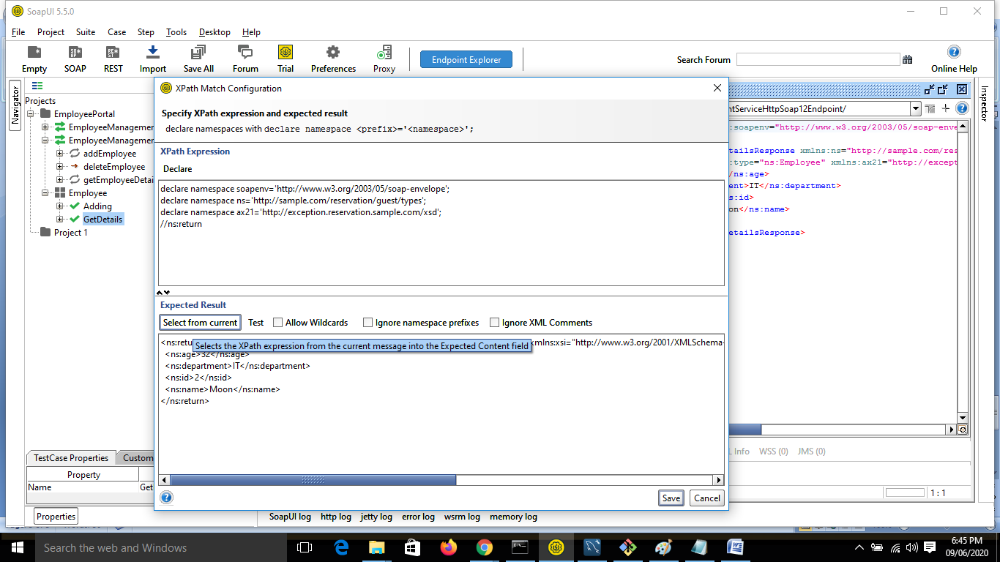 SoapUI 5.5.0
File Project Suite Case Step Tools Desktop Help
Empty SOAP REST Import Save All Forum Trial Preferences Proxy
Endpoint Explorer
Search Forum
Online Help
Navigator
Projects
EmployeePortal
EmployeeManagemer
EmployeeManagemer
addEmployee
deleteEmployee
getEmployeeDetai
Employee
Adding
GetDetails
Project 1
TestCase Properties Custom
Property
Name Get
Properties
XPath Match Configuration
Specify XPath expression and expected result
declare namespaces with declare namespace <prefix>='<namespace>';
XPath Expression
Declare
declare namespace soapenv='http://www.w3.org/2003/05/soap-envelope';
declare namespace ns='http://sample.com/reservation/guest/types';
declare namespace ax21='http://exception.reservation.sample.com/xsd';
//ns:return
Expected Result
Select from current Test Allow Wildcards Ignore namespace prefixes Ignore XML Comments
<ns:retu xmlns:xsi="http://www.w3.org/2001/XMLSchema-
Selects the XPath expression from the current message into the Expected Content field
<ns:age>32</ns:age>
<ns:department>IT</ns:department>
<ns:id>2</ns:id>
<ns:name>Moon</ns:name>
</ns:return>
Save Cancel
ntServiceHttpSoap12Endpoint/
:soapenv="http://www.w3.org/2003/05/soap-enve
tailsResponse xmlns:ns="http://sample.com/res
:type="ns:Employee" xmlns:ax21="http://except
/ns:age>
ent>IT</ns:department>
s:id>
on</ns:name>
etailsResponse>
Inspector
L Info WSS (0) JMS (0)
1 : 1
SoapUI log http log jetty log error log wsrm log memory log
Search the web and Windows
6:45 PM
09/06/2020